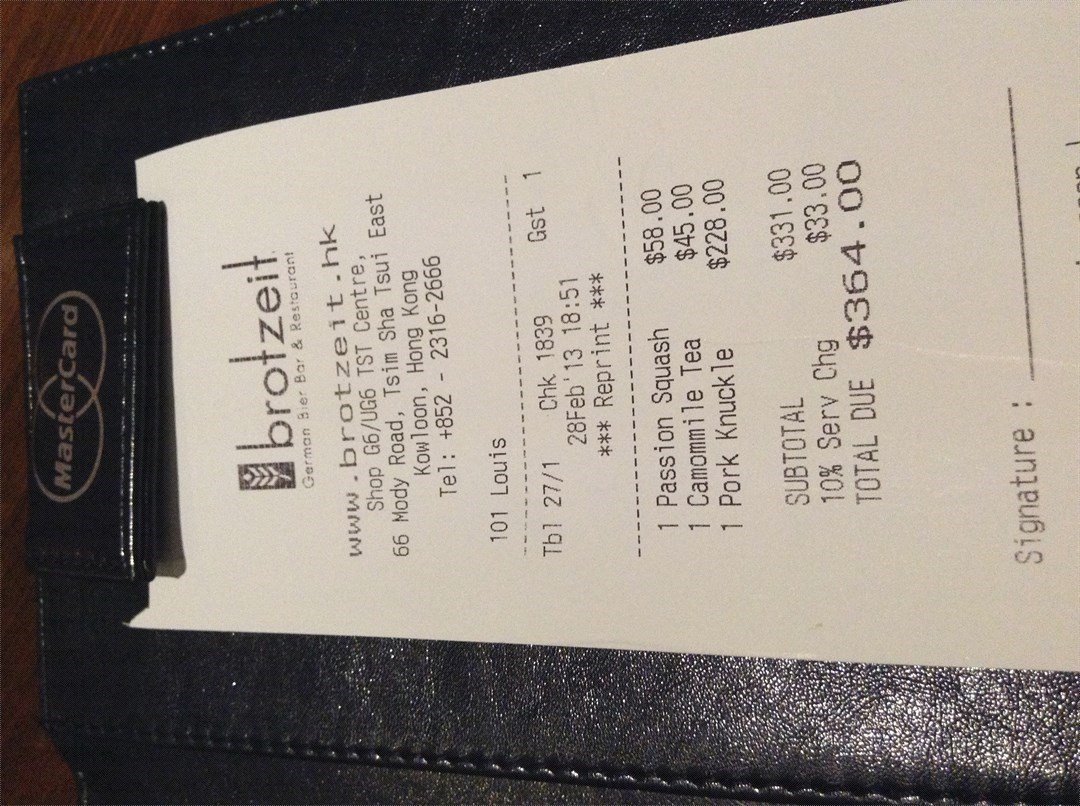 MasterCard
brotzeit
German Bier Bar & Restaurant
www.brotzeit.hk
Shop G6/UG6 TST Centre,
66 Mody Road, Tsim Sha Tsui East
Kowloon, Hong Kong
Tel: +852 - 2316-2666
101 Louis
Tbl 27/1 Chk 1839 Gst 1
28Feb'13 18:51
*** Reprint ***
1 Passion Squash $58.00
1 Camommile Tea $45.00
1 Pork Knuckle $228.00
SUBTOTAL $331.00
10% Serv Chg $33.00
TOTAL DUE $364.00
Signature :